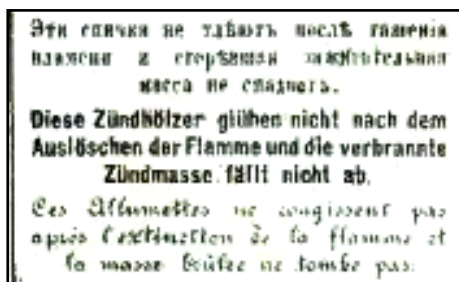 Эти спички не тлѣютъ послѣ гашенія
пламени и сгорѣвшая зажигательная
масса не спадаетъ.
Diese Zündhölzer glühen nicht nach dem
Auslöschen der Flamme und die verbrannte
Zündmasse fällt nicht ab.
Ces Allumettes ne rougissent pas
après l'extinction de la flamme et
la masse brûlée ne tombe pas.